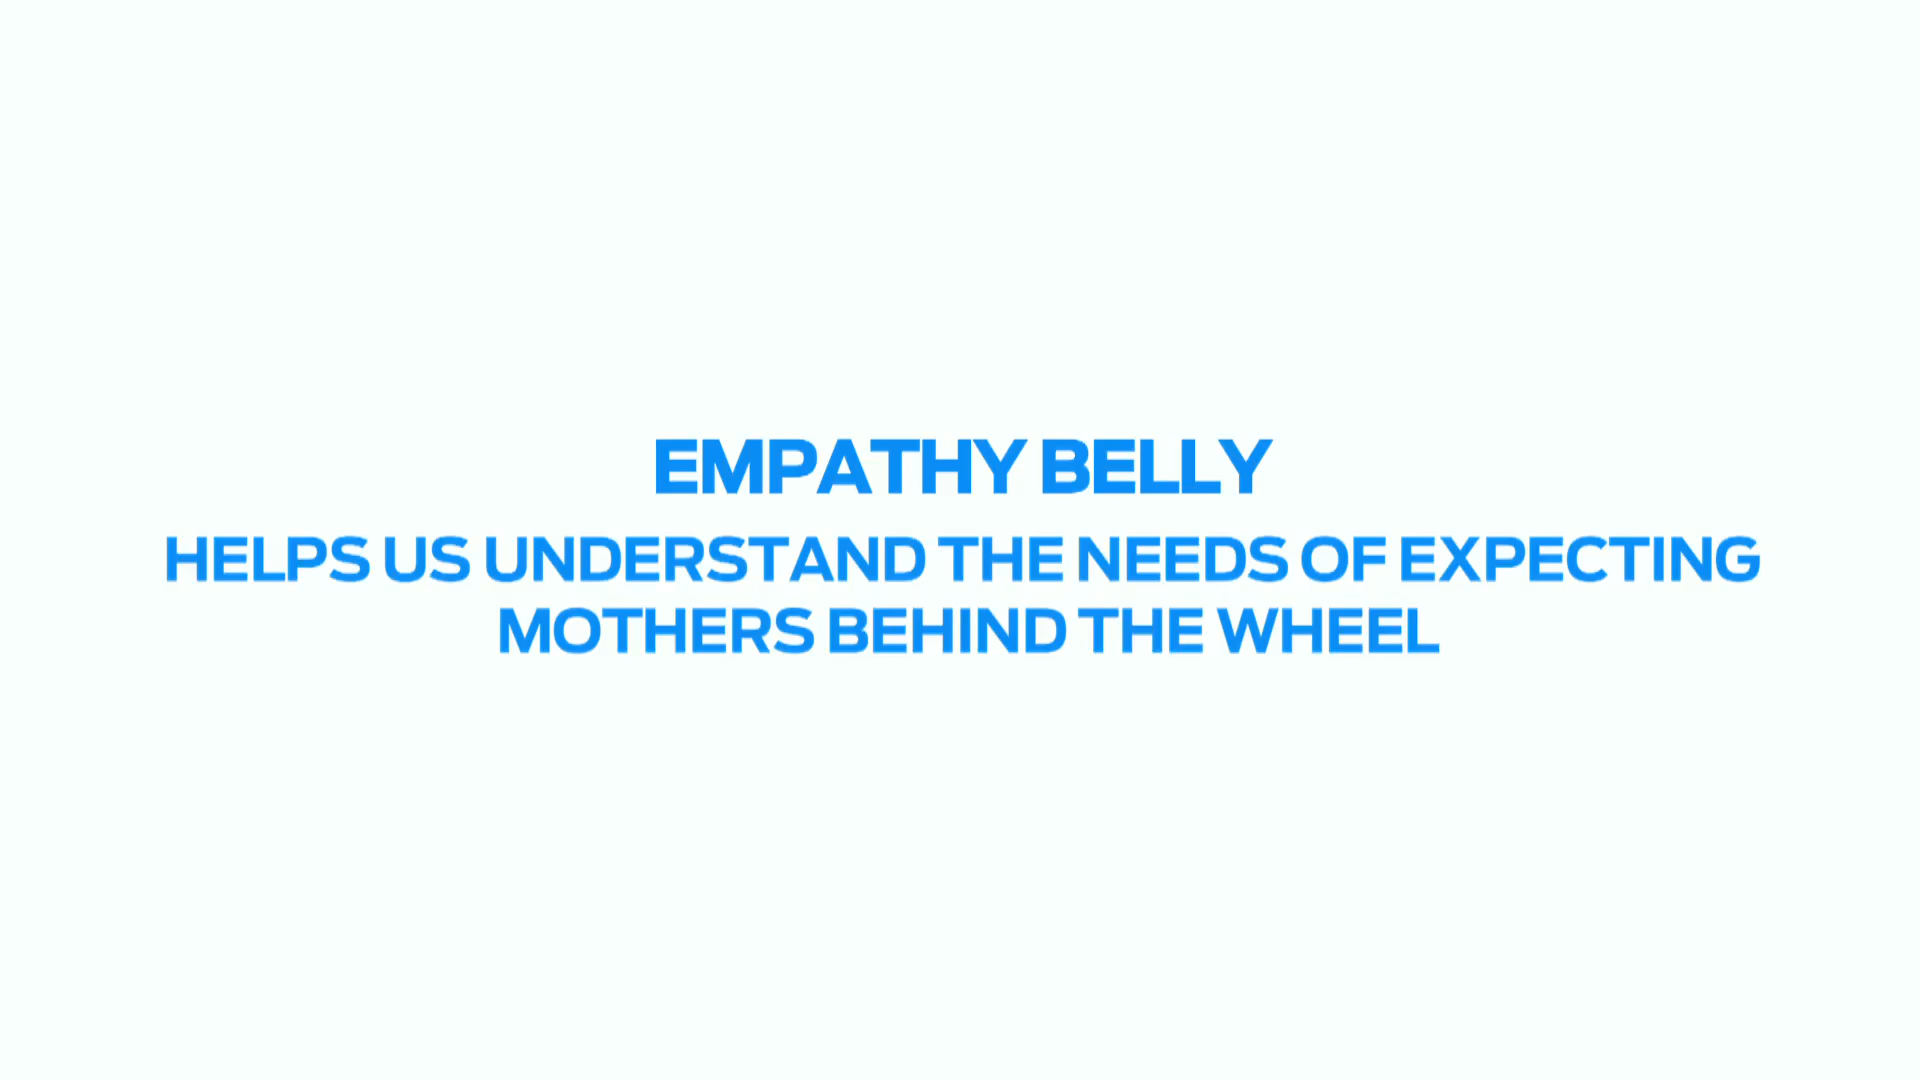 EMPATHY BELLY
HELPS US UNDERSTAND THE NEEDS OF EXPECTING
MOTHERS BEHIND THE WHEEL